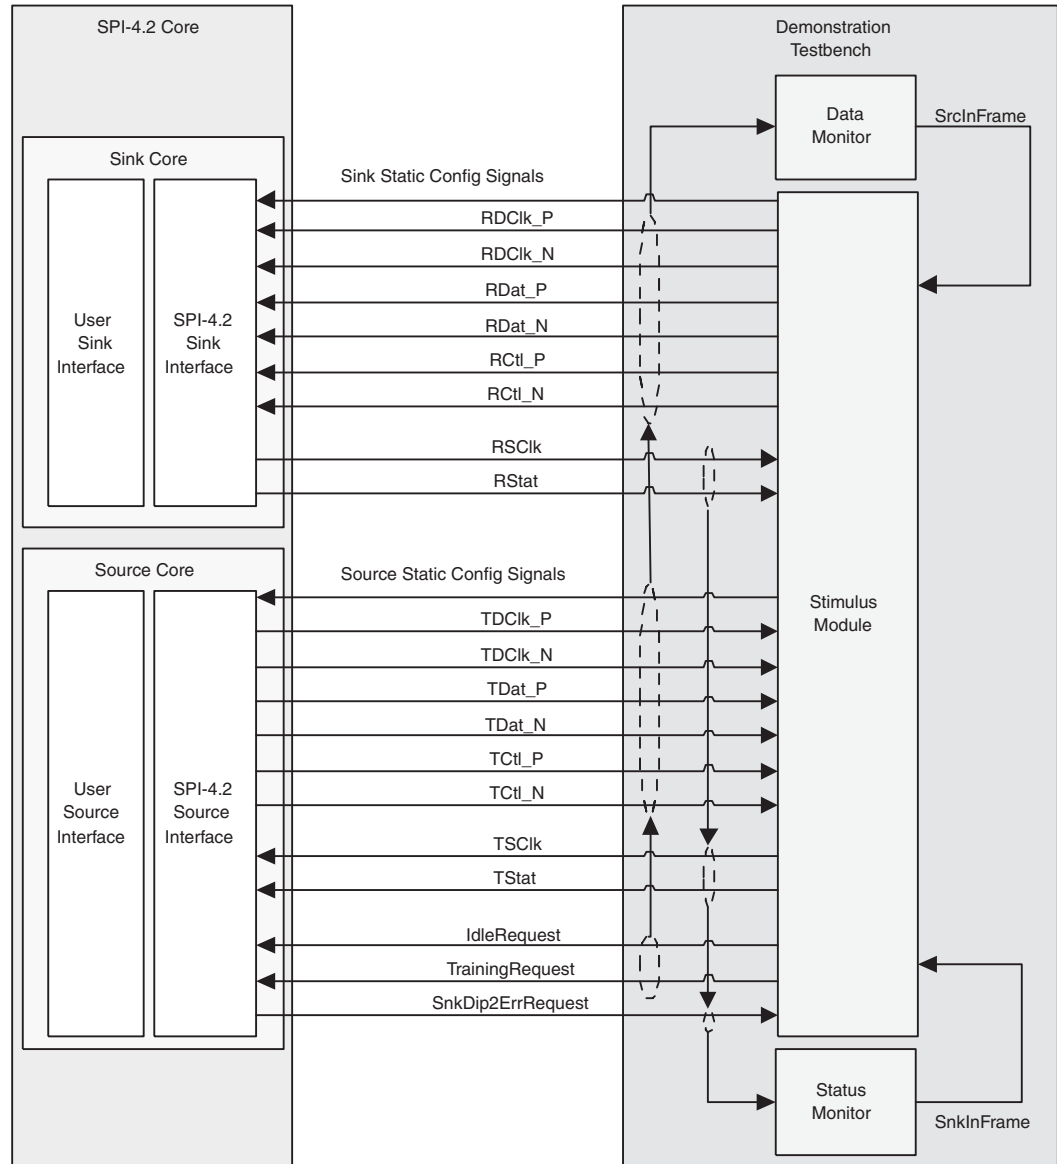 SPI-4.2 Core
Demonstration
Testbench
Data
Monitor
SrcInFrame
Sink Core
Sink Static Config Signals
RDClk_P
RDClk_N
RDat_P
RDat_N
RCtl_P
RCtl_N
RSClk
RStat
User
Sink
Interface
SPI-4.2
Sink
Interface
Source Core
Source Static Config Signals
TDClk_P
TDClk_N
TDat_P
TDat_N
TCtl_P
TCtl_N
TSClk
TStat
IdleRequest
TrainingRequest
SnkDip2ErrRequest
User
Source
Interface
SPI-4.2
Source
Interface
Stimulus
Module
Status
Monitor
SnkInFrame